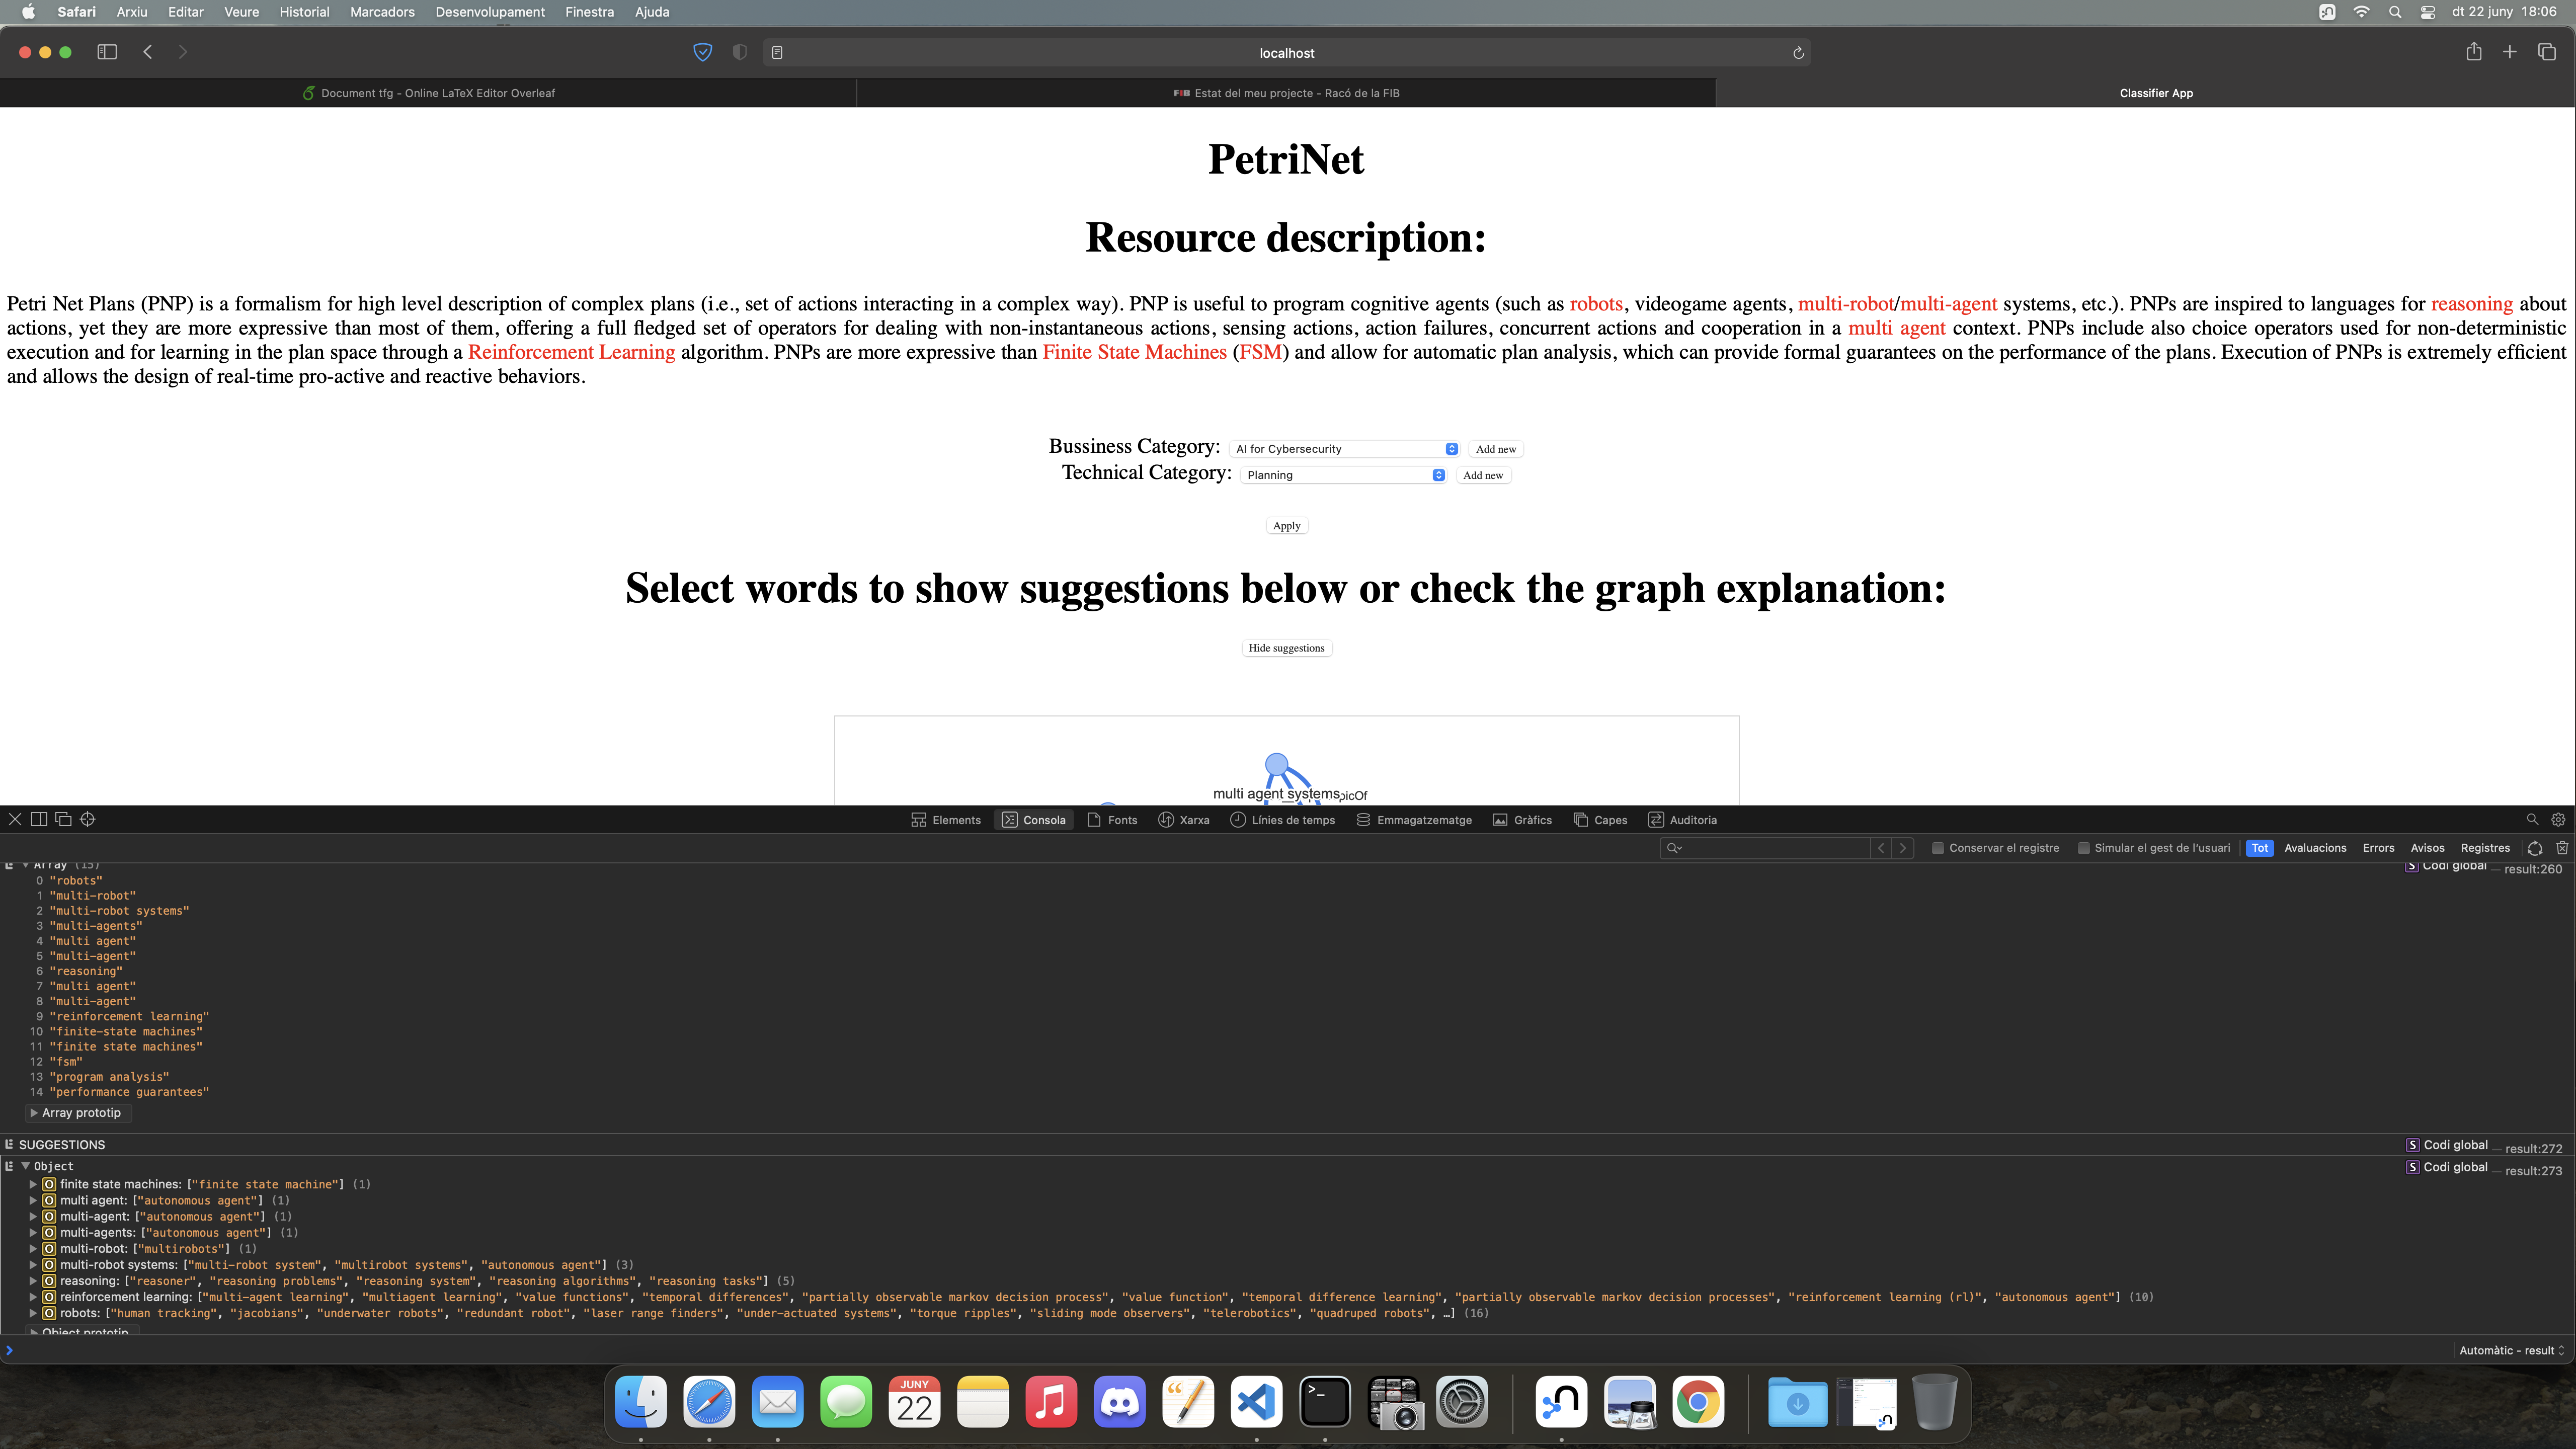 Safari Arxiu Editar Veure Historial Marcadors Desenvolupament Finestra Ajuda dt 22 juny 18:06
localhost
Document tfg - Online LaTeX Editor Overleaf FIB Estat del meu projecte - Racó de la FIB Classifier App
PetriNet
Resource description:
Petri Net Plans (PNP) is a formalism for high level description of complex plans (i.e., set of actions interacting in a complex way). PNP is useful to program cognitive agents (such as robots, videogame agents, multi-robot/multi-agent systems, etc.). PNPs are inspired to languages for reasoning about
actions, yet they are more expressive than most of them, offering a full fledged set of operators for dealing with non-instantaneous actions, sensing actions, action failures, concurrent actions and cooperation in a multi agent context. PNPs include also choice operators used for non-deterministic
execution and for learning in the plan space through a Reinforcement Learning algorithm. PNPs are more expressive than Finite State Machines (FSM) and allow for automatic plan analysis, which can provide formal guarantees on the performance of the plans. Execution of PNPs is extremely efficient
and allows the design of real-time pro-active and reactive behaviors.
Bussiness Category: AI for Cybersecurity Add new
Technical Category: Planning Add new
Apply
Select words to show suggestions below or check the graph explanation:
Hide suggestions
multi agent_systems picOf
Elements Consola Fonts Xarxa Línies de temps Emmagatzematge Gràfics Capes Auditoria
Conservar el registre Simular el gest de l'usuari Tot Avaluacions Errors Avisos Registres
Array (15) S Codi global — result:260
0 "robots"
1 "multi-robot"
2 "multi-robot systems"
3 "multi-agents"
4 "multi agent"
5 "multi-agent"
6 "reasoning"
7 "multi agent"
8 "multi-agent"
9 "reinforcement learning"
10 "finite-state machines"
11 "finite state machines"
12 "fsm"
13 "program analysis"
14 "performance guarantees"
Array prototip
SUGGESTIONS S Codi global — result:272
Object S Codi global — result:273
O finite state machines: ["finite state machine"] (1)
O multi agent: ["autonomous agent"] (1)
O multi-agent: ["autonomous agent"] (1)
O multi-agents: ["autonomous agent"] (1)
O multi-robot: ["multirobots"] (1)
O multi-robot systems: ["multi-robot system", "multirobot systems", "autonomous agent"] (3)
O reasoning: ["reasoner", "reasoning problems", "reasoning system", "reasoning algorithms", "reasoning tasks"] (5)
O reinforcement learning: ["multi-agent learning", "multiagent learning", "value functions", "temporal differences", "partially observable markov decision process", "value function", "temporal difference learning", "partially observable markov decision processes", "reinforcement learning (rl)", "autonomous agent"] (10)
O robots: ["human tracking", "jacobians", "underwater robots", "redundant robot", "laser range finders", "under-actuated systems", "torque ripples", "sliding mode observers", "telerobotics", "quadruped robots", …] (16)
Object prototip
Automàtic - result
JUNY
22